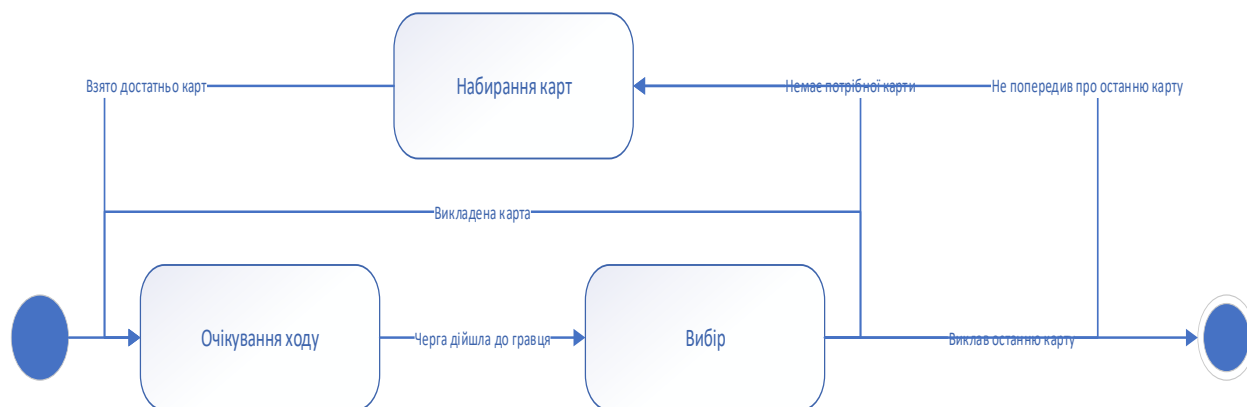 Набирання карт
Взято достатньо карт
Немає потрібної карти
Не попередив про останню карту
Викладена карта
Очікування ходу
Черга дійшла до гравця
Вибір
Виклав останню карту